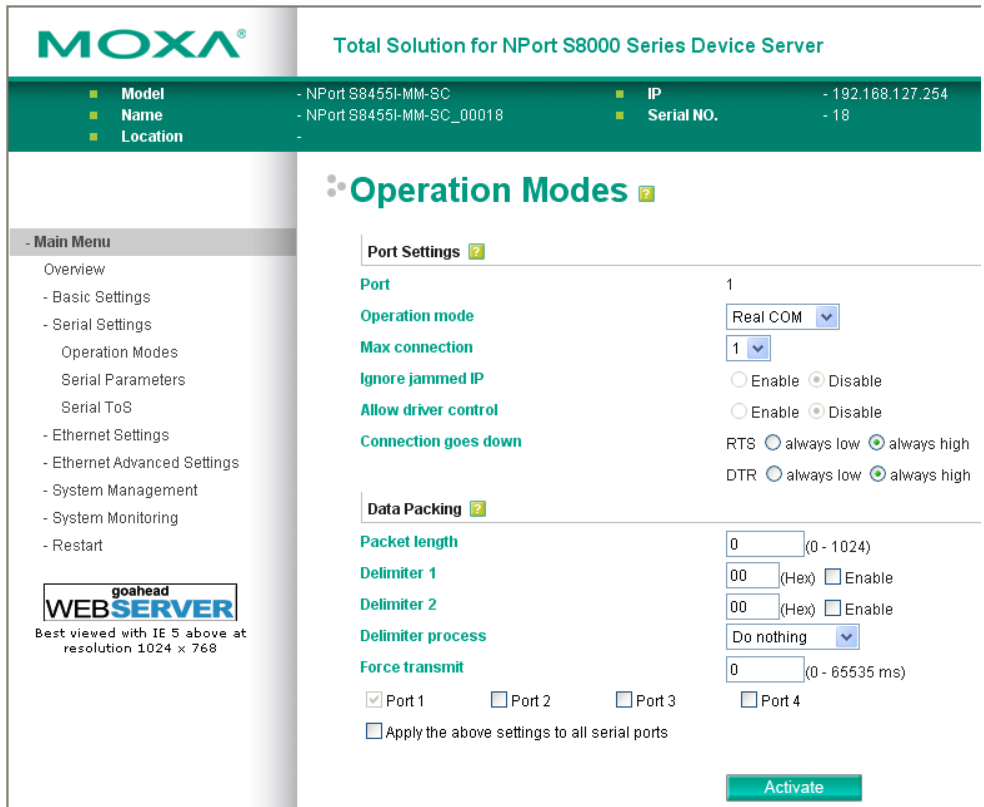 MOXA®
Total Solution for NPort S8000 Series Device Server
Model - NPort S8455I-MM-SC IP - 192.168.127.254
Name - NPort S8455I-MM-SC_00018 Serial NO. - 18
Location -
Operation Modes ?
- Main Menu
Overview
- Basic Settings
- Serial Settings
Operation Modes
Serial Parameters
Serial ToS
- Ethernet Settings
- Ethernet Advanced Settings
- System Management
- System Monitoring
- Restart
goahead
WEBSERVER
Best viewed with IE 5 above at
resolution 1024 x 768
Port Settings ?
Port 1
Operation mode Real COM
Max connection 1
Ignore jammed IP Enable Disable
Allow driver control Enable Disable
Connection goes down RTS always low always high
DTR always low always high
Data Packing ?
Packet length 0 (0 - 1024)
Delimiter 1 00 (Hex) Enable
Delimiter 2 00 (Hex) Enable
Delimiter process Do nothing
Force transmit 0 (0 - 65535 ms)
Port 1 Port 2 Port 3 Port 4
Apply the above settings to all serial ports
Activate